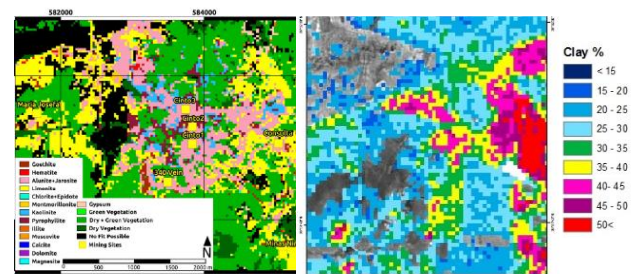 582000
584000
Maria Josefa
Cinto3
Cinto2
Cinto1
340 Vein
Goethite
Hematite
Alunite+Jarosite
Limonite
Chlorite+Epidote
Montmorillonite
Kaolinite
Pyrophyllite
Illite
Muscovite
Calcite
Dolomite
Magnesite
Gypsum
Green Vegetation
Dry + Green Vegetation
Dry Vegetation
No Fit Possible
Mining Sites
N
0
500
1000
1500
2000 m
Clay %
< 15
15 - 20
20 - 25
25 - 30
30 - 35
35 - 40
40- 45
45 - 50
50<